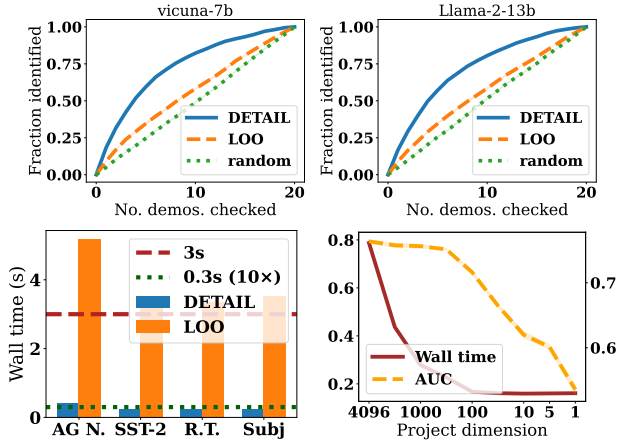 vicuna-7b
Fraction identified
1.00
0.75
0.50
0.25
0.00
DETAIL
LOO
random
0
10
20
No. demos. checked
Llama-2-13b
Fraction identified
1.00
0.75
0.50
0.25
0.00
DETAIL
LOO
random
0
10
20
No. demos. checked
Wall time (s)
4
2
0
3s
0.3s (10×)
DETAIL
LOO
AG N.
SST-2
R.T.
Subj
0.8
0.6
0.4
0.2
0.7
0.6
Wall time
AUC
4096
1000
100
10
5
1
Project dimension